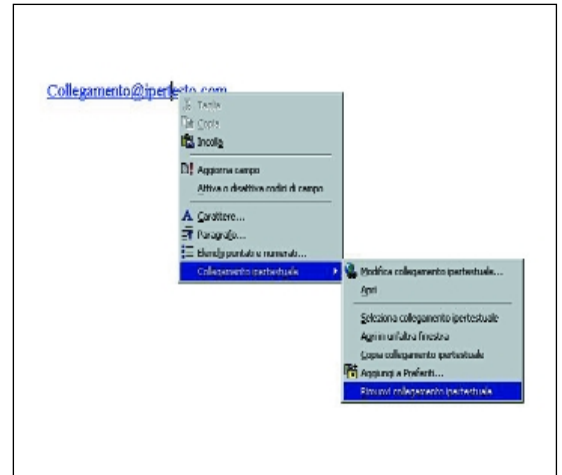 Collegamento@ipertesto.com
Taglia
Copia
Incolla
Aggiorna campo
Attiva o disattiva codici di campo
Carattere...
Paragrafo...
Elenchi puntati e numerati...
Collegamento ipertestuale
Modifica collegamento ipertestuale...
Apri
Seleziona collegamento ipertestuale
Apri in un'altra finestra
Copia collegamento ipertestuale
Aggiungi a Preferiti...
Rimuovi collegamento ipertestuale